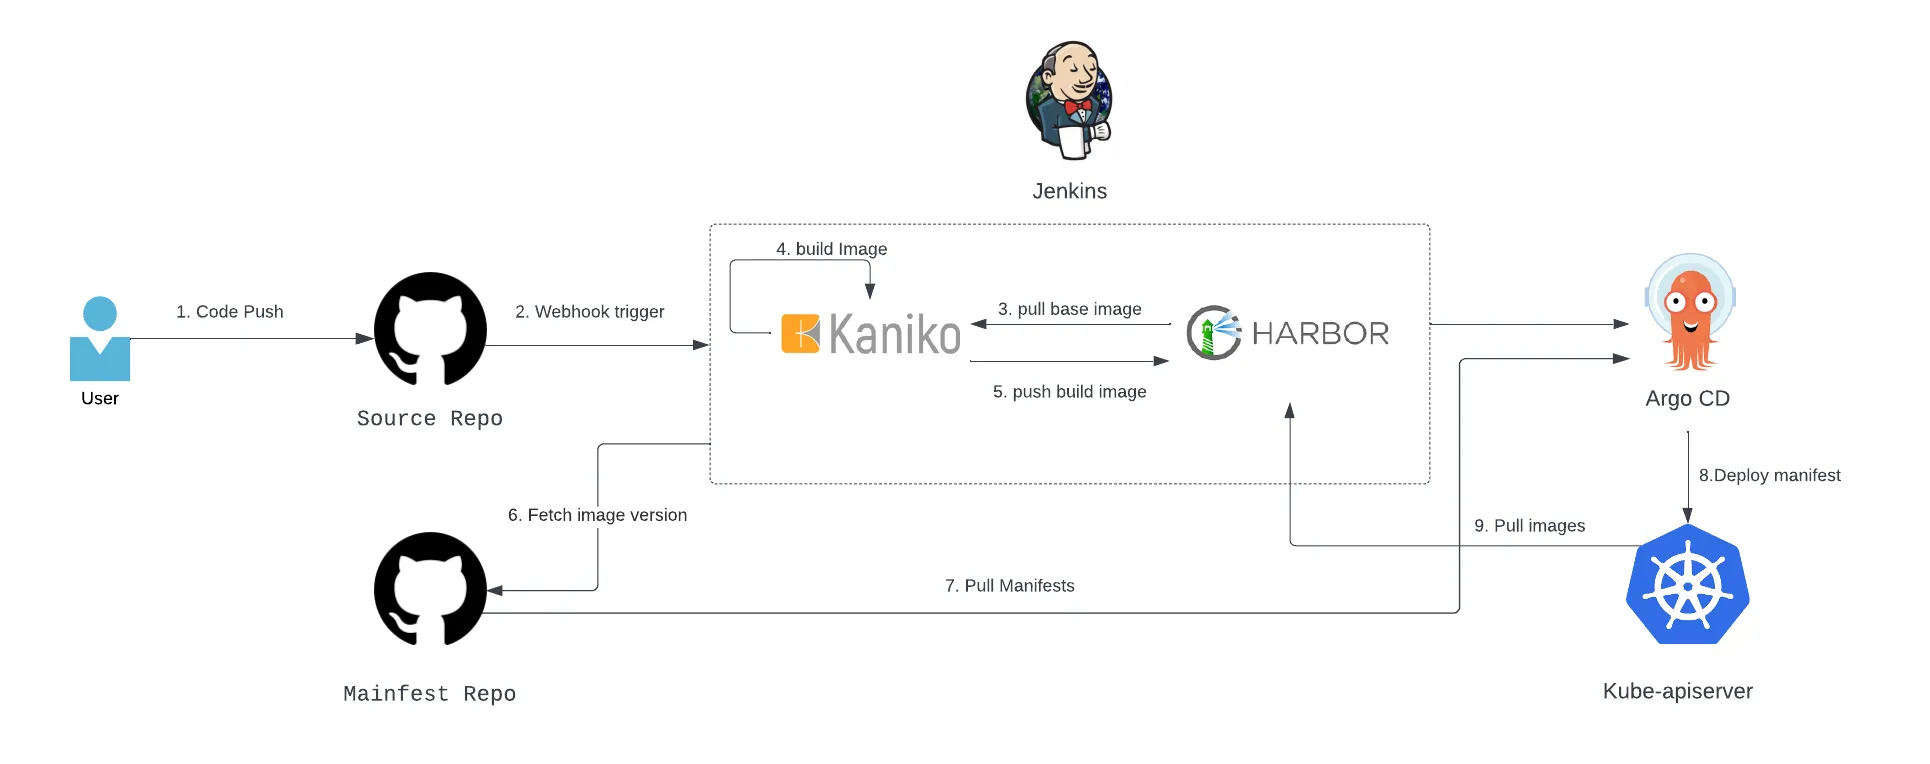 Jenkins
4. build Image
1. Code Push
2. Webhook trigger
3. pull base image
Kaniko
HARBOR
5. push build image
User
Source Repo
Argo CD
8.Deploy manifest
6. Fetch image version
9. Pull images
7. Pull Manifests
Mainfest Repo
Kube-apiserver